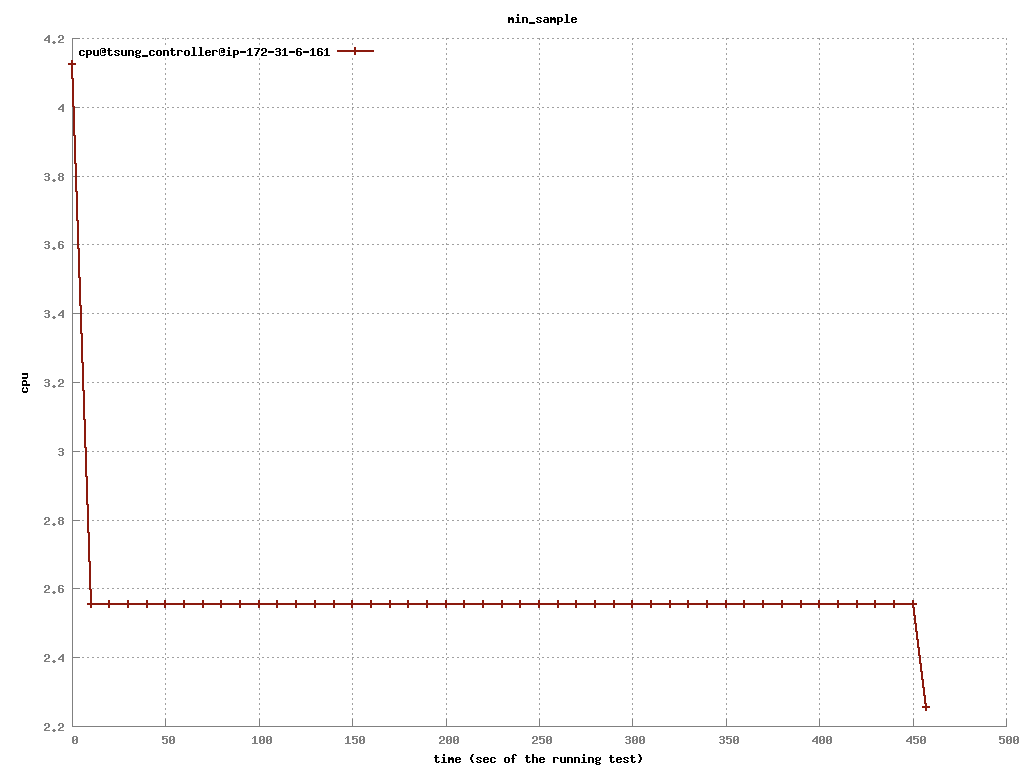 min_sample
4.2
cpu@tsung_controller@ip-172-31-6-161
4
3.8
3.6
3.4
3.2
cpu
3
2.8
2.6
2.4
2.2
0 50 100 150 200 250 300 350 400 450 500
time (sec of the running test)